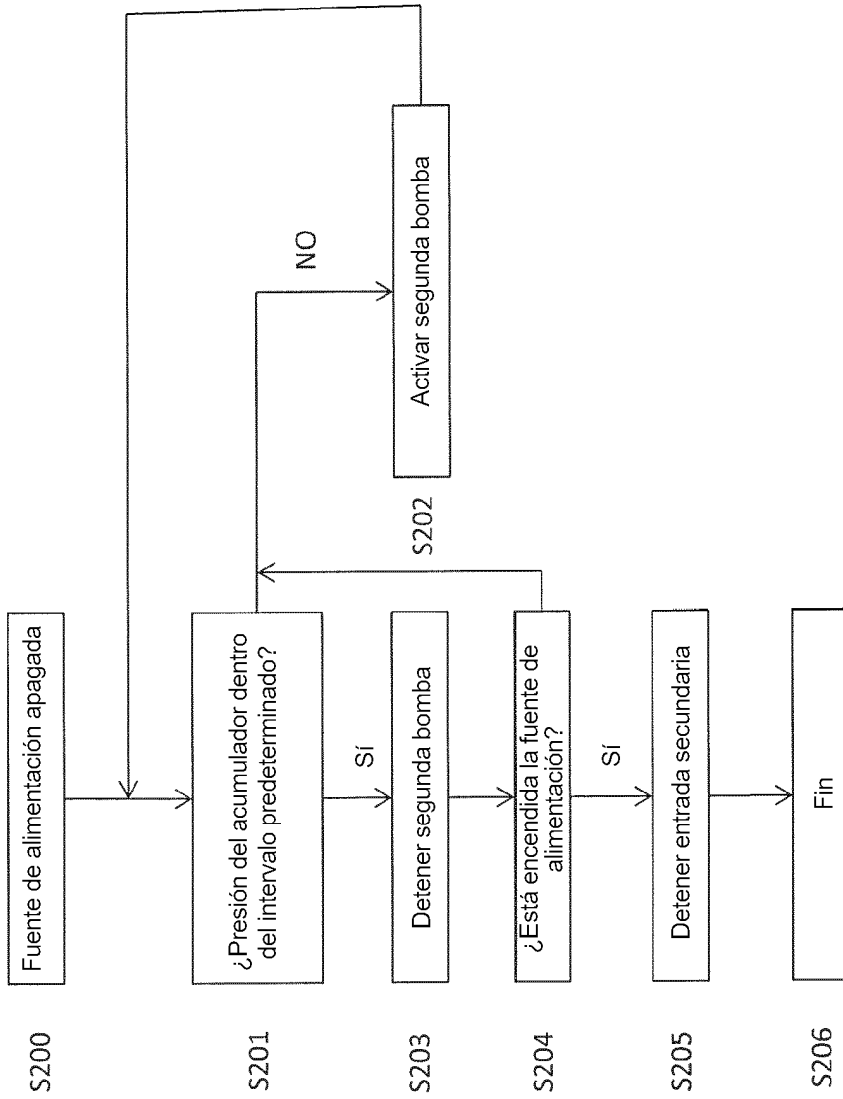 S200
Fuente de alimentación apagada
S201
¿Presión del acumulador dentro
del intervalo predeterminado?
NO
S202
Activar segunda bomba
Sí
S203
Detener segunda bomba
S204
¿Está encendida la fuente de
alimentación?
Sí
S205
Detener entrada secundaria
S206
Fin